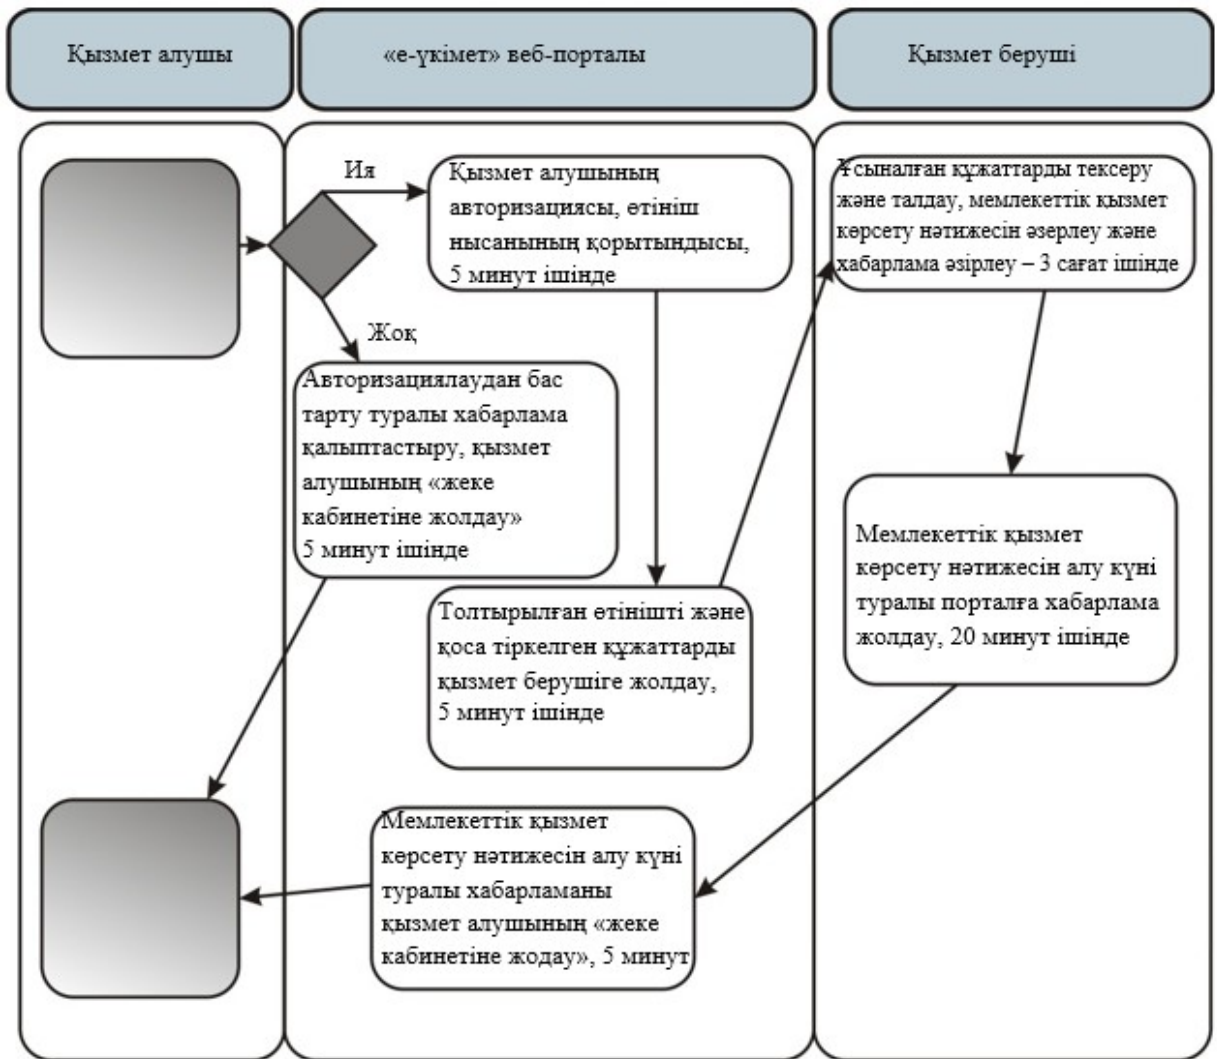 Қызмет алушы
«е-үкімет» веб-порталы
Қызмет беруші
Ия
Қызмет алушының
авторизациясы, өтініш
нысанының қорытындысы,
5 минут ішінде
Ұсыналған құжаттарды тексеру
және талдау, мемлекеттік қызмет
көрсету нәтижесін әзерлеу және
хабарлама әзірлеу – 3 сағат ішінде
Жоқ
Авторизациялаудан бас
тарту туралы хабарлама
қалыптастыру, қызмет
алушының «жеке
кабинетіне жолдау»
5 минут ішінде
Толтырылған өтінішті және
қоса тіркелген құжаттарды
қызмет берушіге жолдау,
5 минут ішінде
Мемлекеттік қызмет
көрсету нәтижесін алу күні
туралы порталға хабарлама
жолдау, 20 минут ішінде
Мемлекеттік қызмет
көрсету нәтижесін алу күні
туралы хабарламаны
қызмет алушының «жеке
кабинетіне жодау», 5 минут